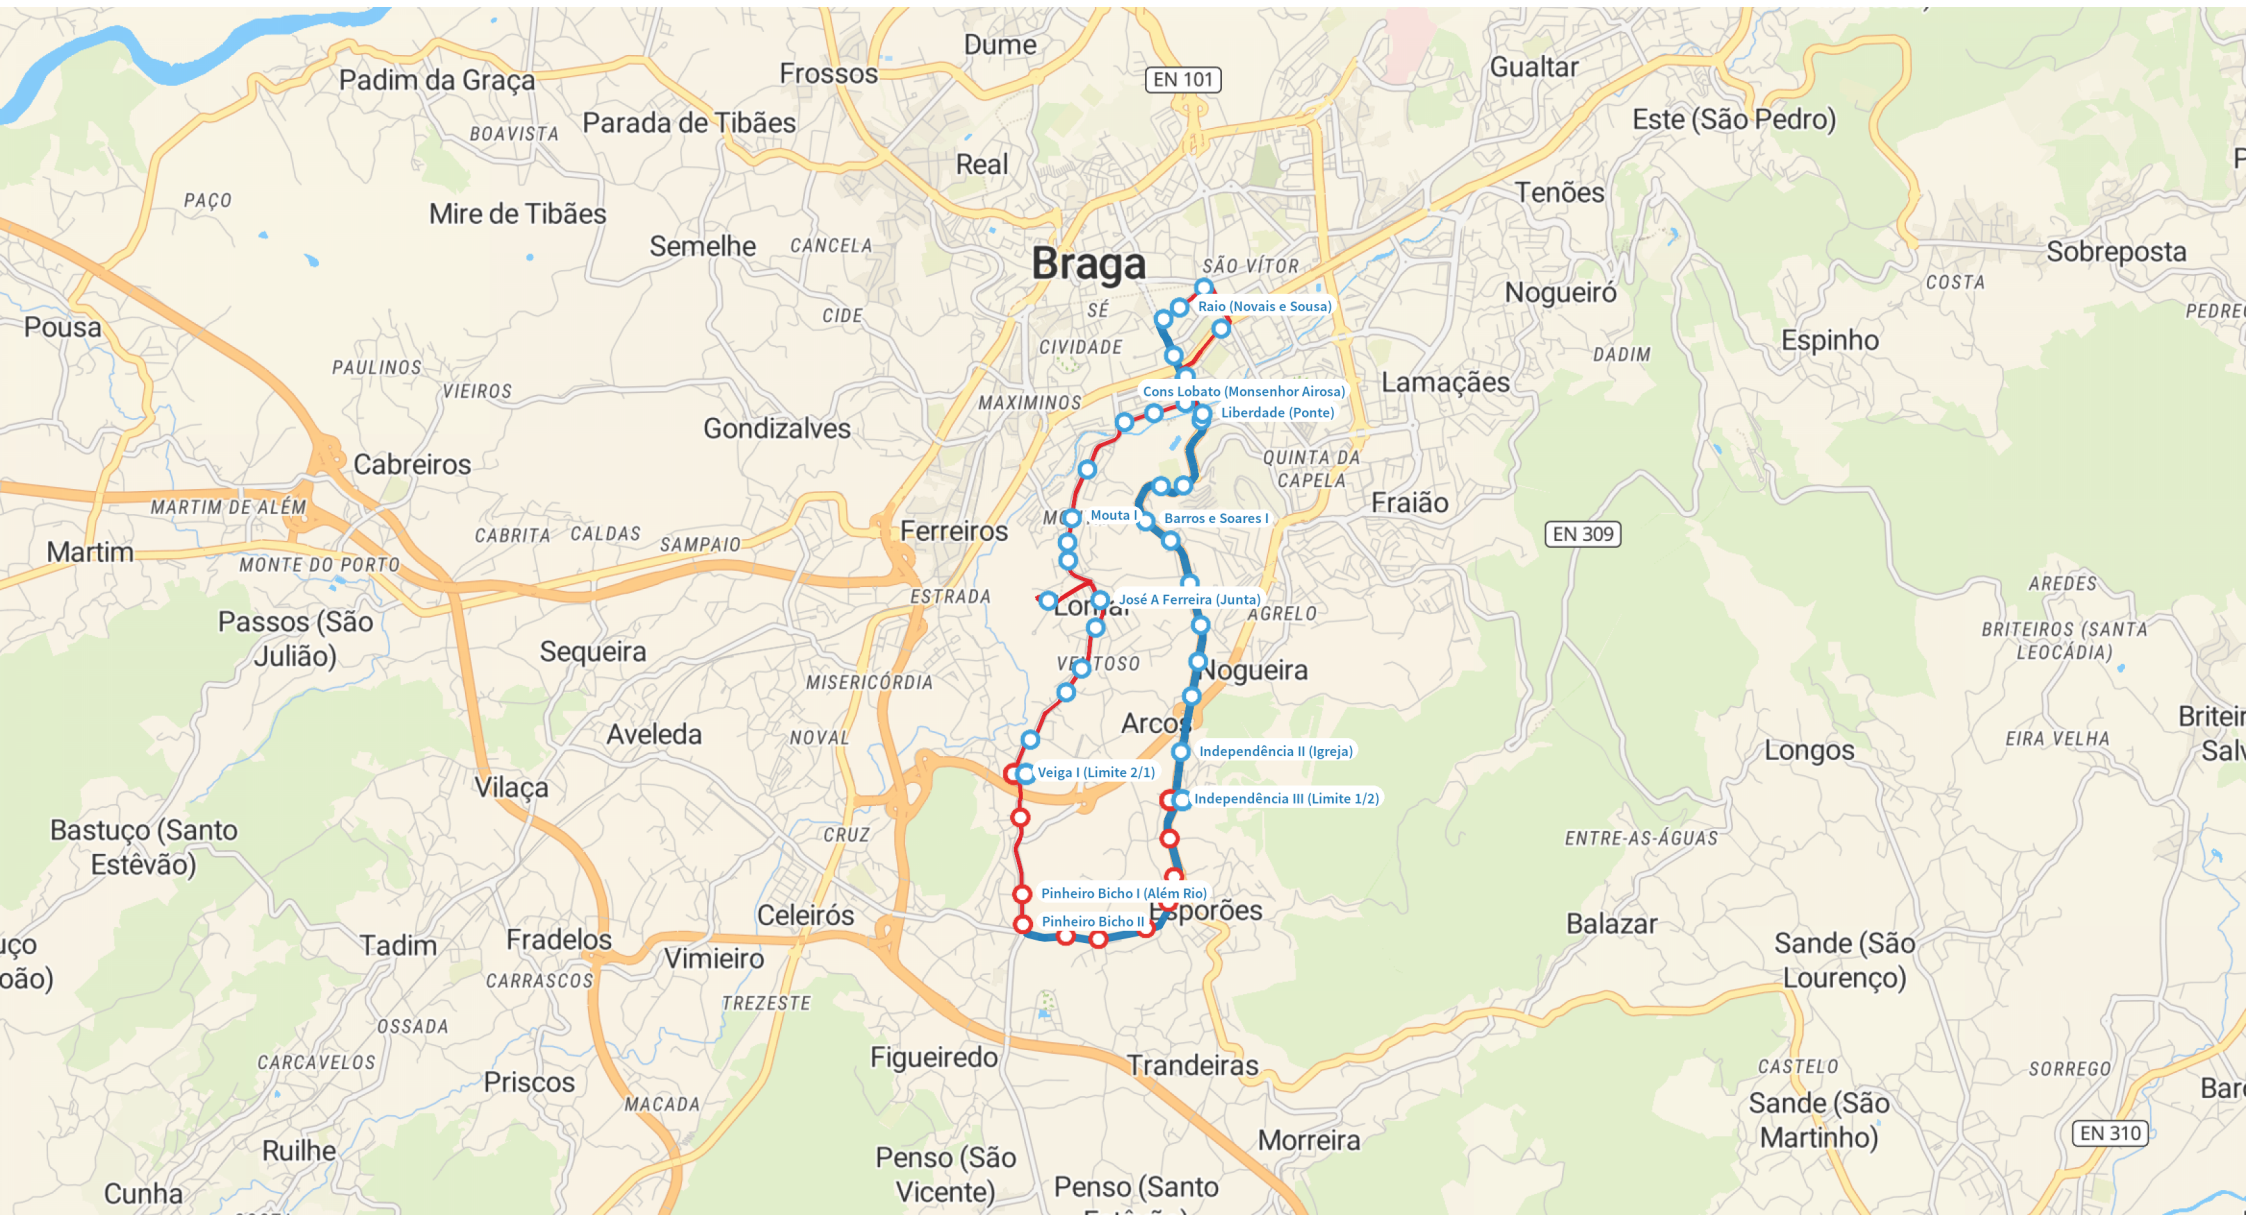 Dume
Frossos
Gualtar
Padim da Graça
EN 101
BOAVISTA
Parada de Tibães
Este (São Pedro)
Real
PAÇO
Mire de Tibães
Tenões
Semelhe
CANCELA
Braga
SÃO VÍTOR
Sobreposta
COSTA
Nogueiró
Raio (Novais e Sousa)
SÉ
CIDE
Pousa
Espinho
CIVIDADE
DADIM
PAULINOS
VIEIROS
Lamaçães
Cons Lobato (Monsenhor Airosa)
MAXIMINOS
Liberdade (Ponte)
Gondizalves
QUINTA DA
CAPELA
Cabreiros
Fraião
MARTIM DE ALÉM
Mouta I
Barros e Soares I
Ferreiros
CABRITA
CALDAS
SAMPAIO
EN 309
Martim
MONTE DO PORTO
AREDES
ESTRADA
José A Ferreira (Junta)
Lomar
AGRELO
Passos (São
Julião)
BRITEIROS (SANTA
LEOCÁDIA)
Sequeira
VENTOSO
Nogueira
MISERICÓRDIA
Arcos
Aveleda
NOVAL
Independência II (Igreja)
Longos
EIRA VELHA
Veiga I (Limite 2/1)
Vilaça
Independência III (Limite 1/2)
Bastuço (Santo
Estêvão)
CRUZ
ENTRE-AS-ÁGUAS
Pinheiro Bicho I (Além Rio)
Pinheiro Bicho II
Esporões
Celeirós
Balazar
Tadim
Fradelos
Vimieiro
Sande (São
Lourenço)
CARRASCOS
TREZESTE
OSSADA
CARCAVELOS
Figueiredo
Trandeiras
CASTELO
SORREGO
Priscos
MACADA
Sande (São
Martinho)
EN 310
Ruilhe
Morreira
Penso (São
Vicente)
Cunha
Penso (Santo